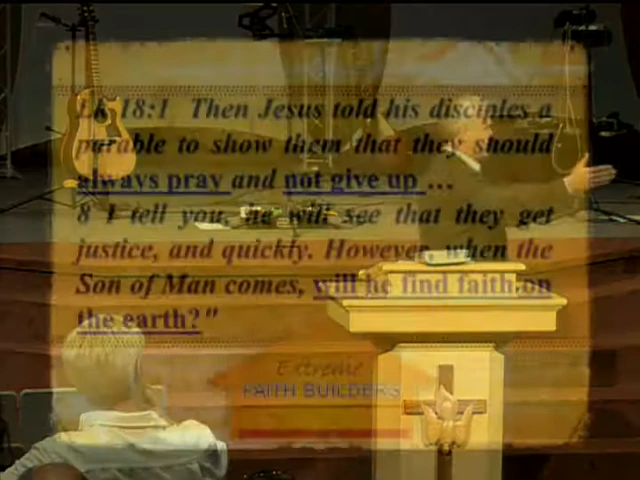 Lk 18:1 Then Jesus told his disciples a
parable to show them that they should
always pray and not give up ...
8 I tell you, he will see that they get
justice, and quickly. However, when the
Son of Man comes, will he find faith on
the earth?"
Extreme
FAITH BUILDERS